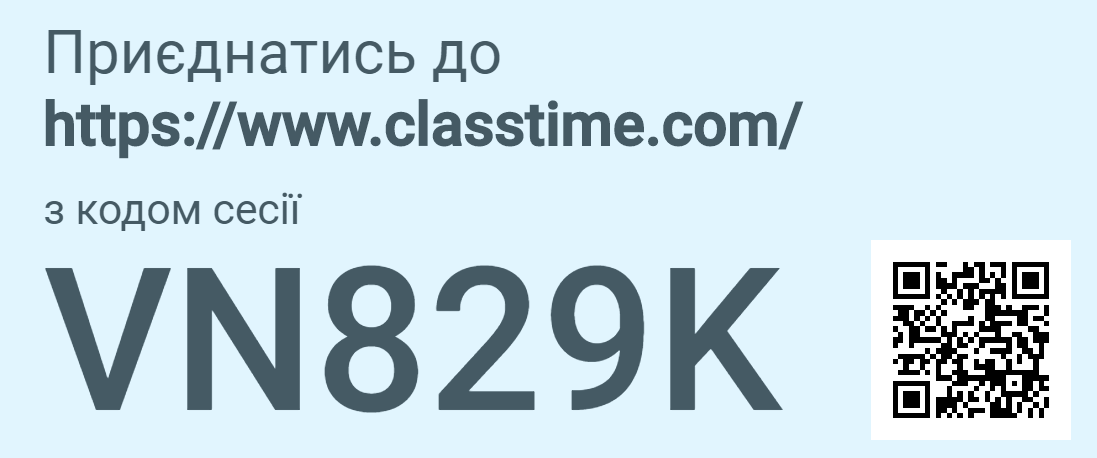 Приєднатись до
https://www.classtime.com/
з кодом сесії
VN829K